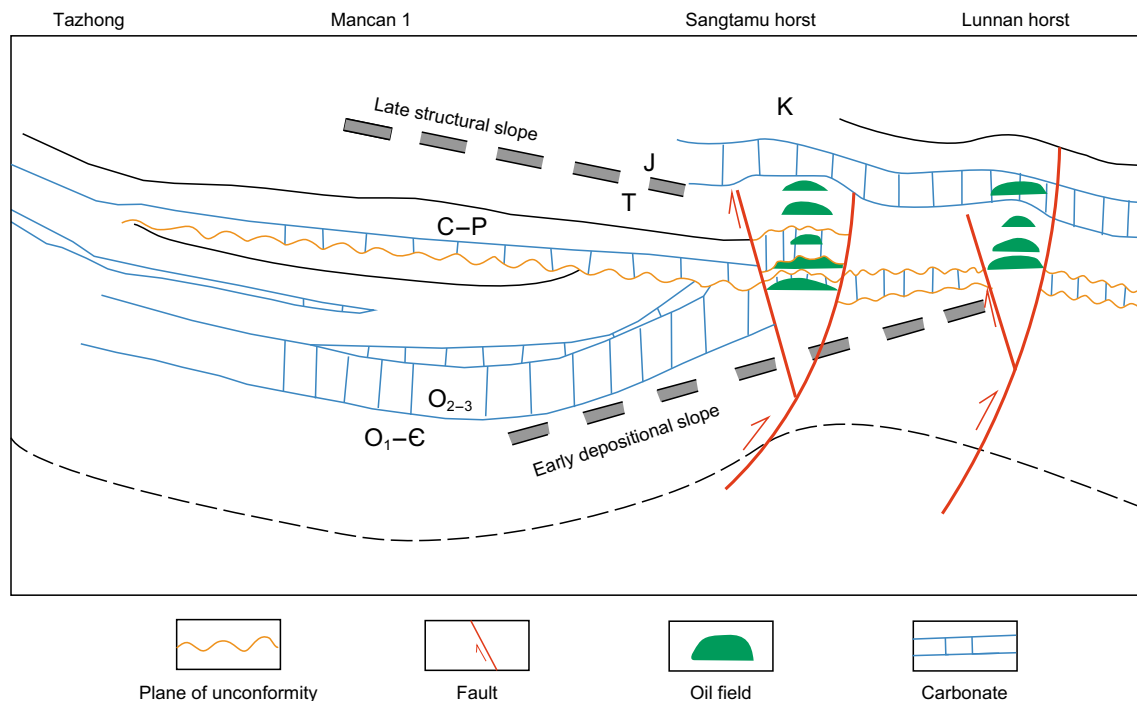 Tazhong
Mancan 1
Sangtamu horst
Lunnan horst
Late structural slope
K
J
T
C–P
O₂₋₃
O₁–Є
Early depositional slope
Plane of unconformity
Fault
Oil field
Carbonate